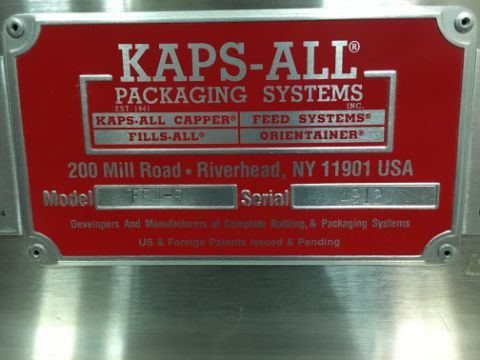 KAPS-ALL®
PACKAGING SYSTEMS
EST. 1941 INC.
KAPS-ALL CAPPER® FEED SYSTEMS®
FILLS-ALL® ORIENTAINER®
200 Mill Road • Riverhead, NY 11901 USA
Model Serial 4912
Developers And Manufacturers of Complete Bottling, & Packaging Systems
US & Foreign Patents Issued & Pending